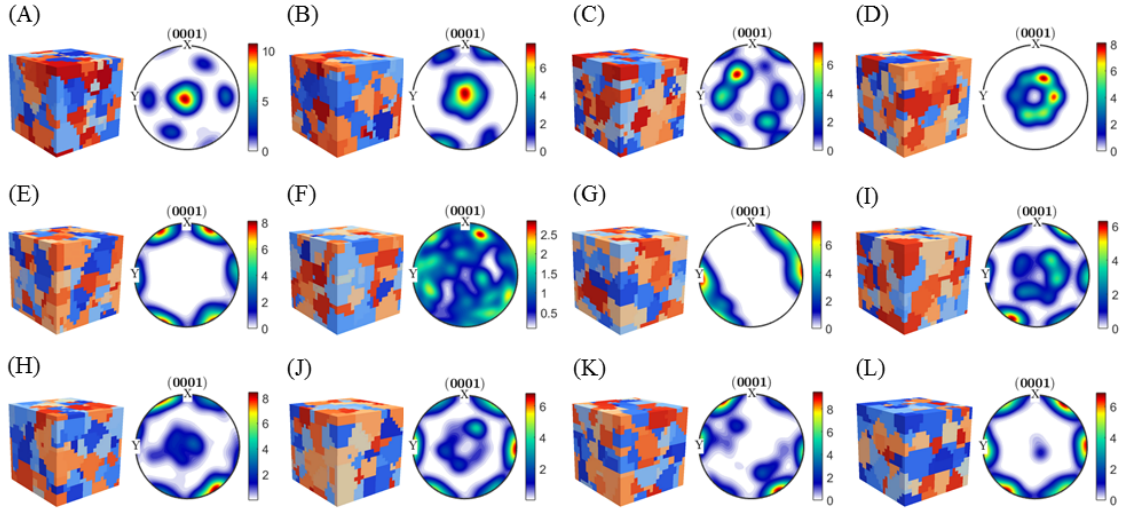 (A) (B) (C) (D)
(0001) (0001) (0001) (0001)
X X X X
10 6 6 8
5 4 4 6
Y Y Y Y
2 2 4
2
0 0 0 0
(E) (F) (G) (I)
(0001) (0001) (0001) (0001)
X X X X
8 2.5 6 6
6 2 4 4
Y Y Y Y
4 1.5 2 2
2 1
0 0.5 0 0
(H) (J) (K) (L)
(0001) (0001) (0001) (0001)
X X X X
8 6 8 6
6 4 6 4
Y Y Y Y
4 2 4 2
2 2
0 0 0 0